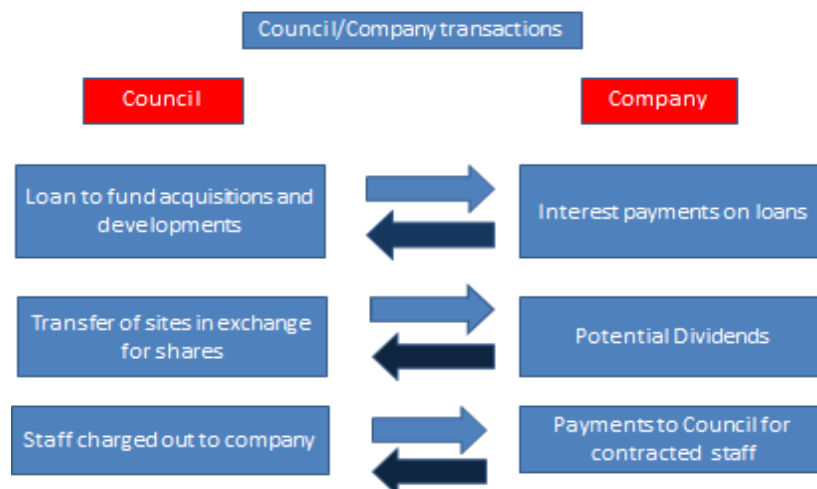 Council/Company transactions
Council
Company
Loan to fund acquisitions and
developments
Interest payments on loans
Transfer of sites in exchange
for shares
Potential Dividends
Staff charged out to company
Payments to Council for
contracted staff